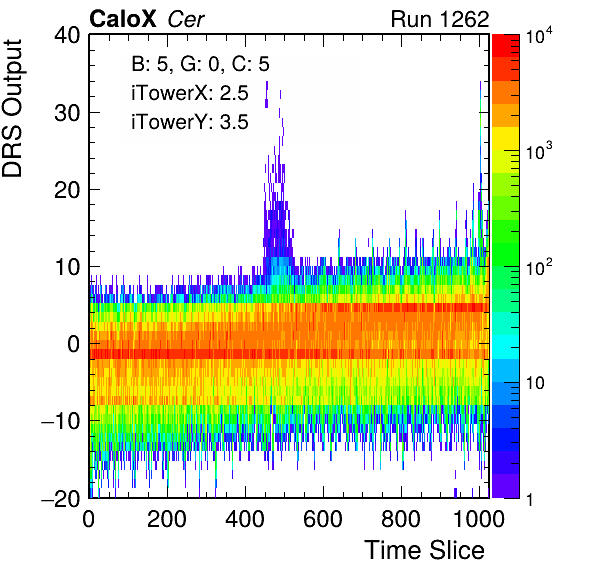 CaloX Cer Run 1262
B: 5, G: 0, C: 5
iTowerX: 2.5
iTowerY: 3.5
DRS Output
40
30
20
10
0
−10
−20
0 200 400 600 800 1000
Time Slice
10^4
10^3
10^2
10
1